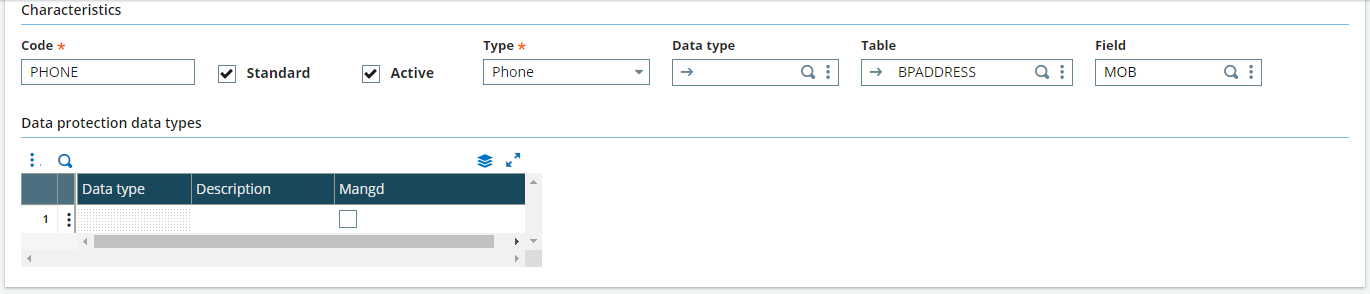 Characteristics
Code *
Standard
Active
Type *
Data type
Table
Field
PHONE
Phone
BPADDRESS
MOB
Data protection data types
Data type Description Mangd
1